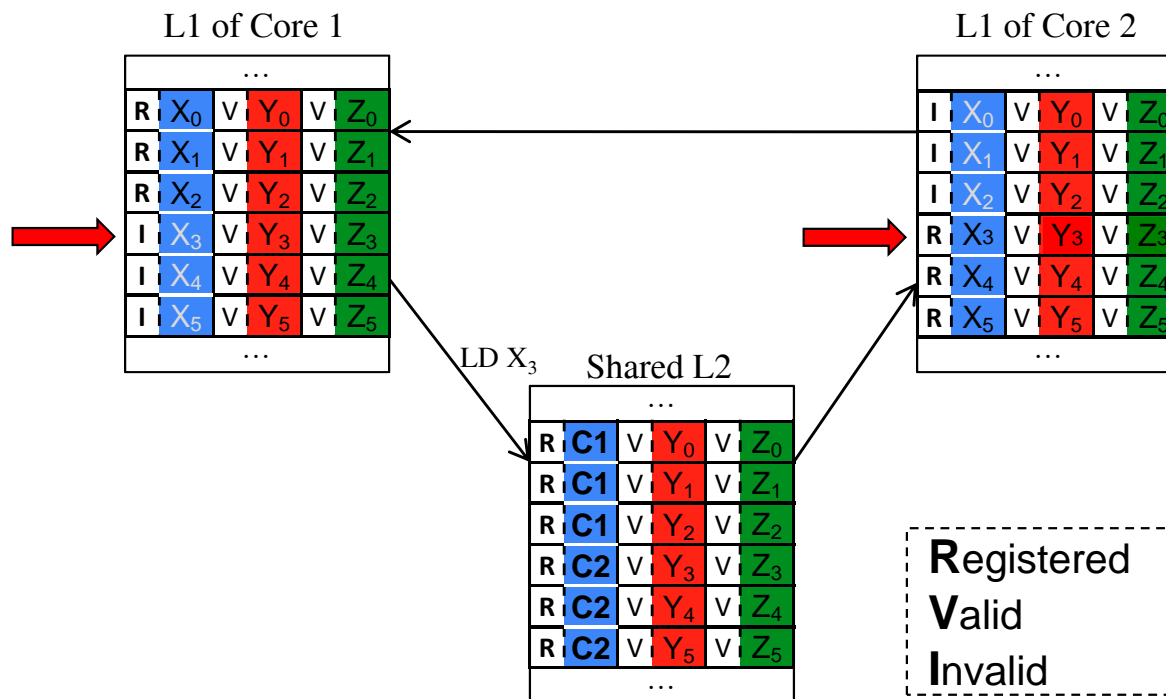 L1 of Core 1
…
R X₀ V Y₀ V Z₀
R X₁ V Y₁ V Z₁
R X₂ V Y₂ V Z₂
I X₃ V Y₃ V Z₃
I X₄ V Y₄ V Z₄
I X₅ V Y₅ V Z₅
…
L1 of Core 2
…
I X₀ V Y₀ V Z₀
I X₁ V Y₁ V Z₁
I X₂ V Y₂ V Z₂
R X3 V Y3 V Z3
R X₄ V Y₄ V Z₄
R X₅ V Y₅ V Z₅
…
LD X₃
Shared L2
…
R C1 V Y₀ V Z₀
R C1 V Y₁ V Z₁
R C1 V Y₂ V Z₂
R C2 V Y₃ V Z₃
R C2 V Y₄ V Z₄
R C2 V Y₅ V Z₅
…
Registered
Valid
Invalid